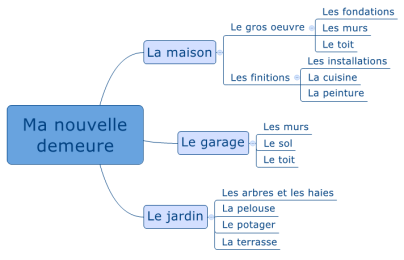 Ma nouvelle
demeure
La maison
Le gros oeuvre
Les fondations
Les murs
Le toit
Les finitions
Les installations
La cuisine
La peinture
Le garage
Les murs
Le sol
Le toit
Le jardin
Les arbres et les haies
La pelouse
Le potager
La terrasse